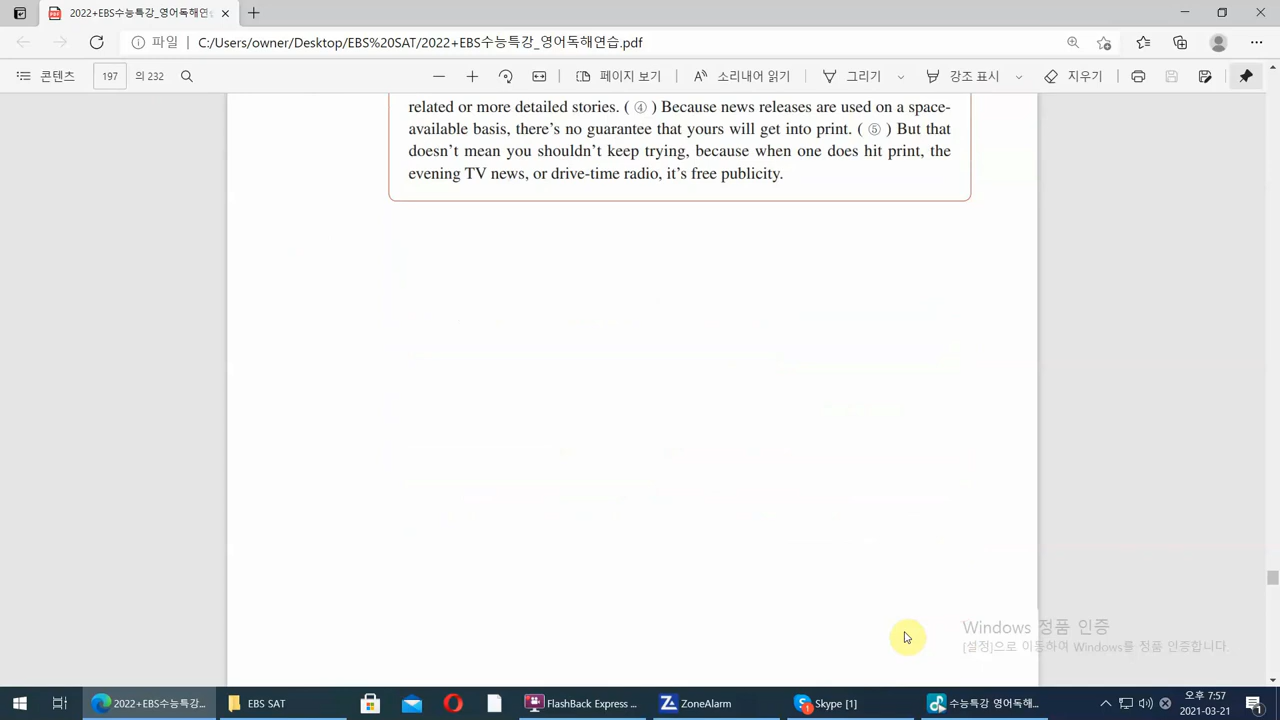 2022+EBS수능특강_영어독해연습
파일 C:/Users/owner/Desktop/EBS%20SAT/2022+EBS수능특강_영어독해연습.pdf
콘텐츠 197 의 232 페이지 보기 소리내어 읽기 그리기 강조 표시 지우기
related or more detailed stories. ( ④ ) Because news releases are used on a space-
available basis, there's no guarantee that yours will get into print. ( ⑤ ) But that
doesn't mean you shouldn't keep trying, because when one does hit print, the
evening TV news, or drive-time radio, it's free publicity.
Windows 정품 인증
[설정]으로 이동하여 Windows를 정품 인증합니다.
2022+EBS수능특강_... EBS SAT FlashBack Express ... ZoneAlarm Skype [1] 수능특강 영어독해... 오후 7:57
2021-03-21